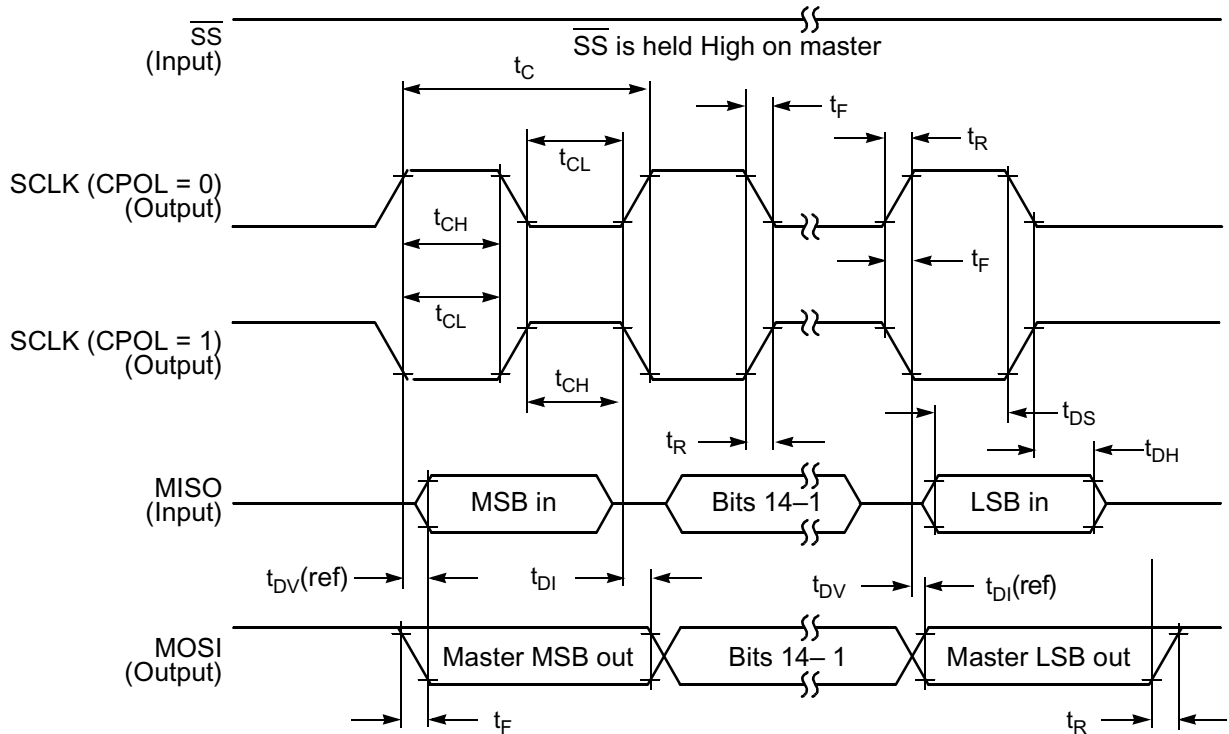 SS
(Input)
SS is held High on master
tC
tF
tR
tCL
SCLK (CPOL = 0)
(Output)
tCH
tF
tCL
SCLK (CPOL = 1)
(Output)
tCH
tDS
tR
tDH
MISO
(Input)
MSB in
Bits 14–1
LSB in
tDV(ref)
tDI
tDV
tDI(ref)
MOSI
(Output)
Master MSB out
Bits 14– 1
Master LSB out
tF
tR